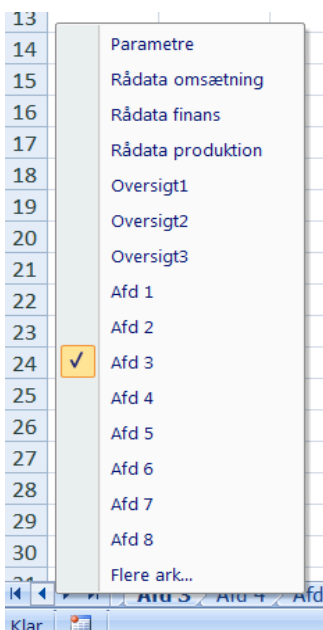 13
14
15
16
17
18
19
20
21
22
23
24
25
26
27
28
29
30
Parametre
Rådata omsætning
Rådata finans
Rådata produktion
Oversigt1
Oversigt2
Oversigt3
Afd 1
Afd 2
Afd 3
Afd 4
Afd 5
Afd 6
Afd 7
Afd 8
Flere ark...
Afd 3 Afd 4 Afd
Klar